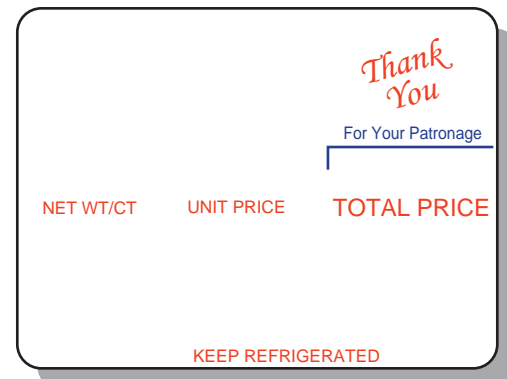 Thank
You
For Your Patronage
NET WT/CT UNIT PRICE TOTAL PRICE
KEEP REFRIGERATED